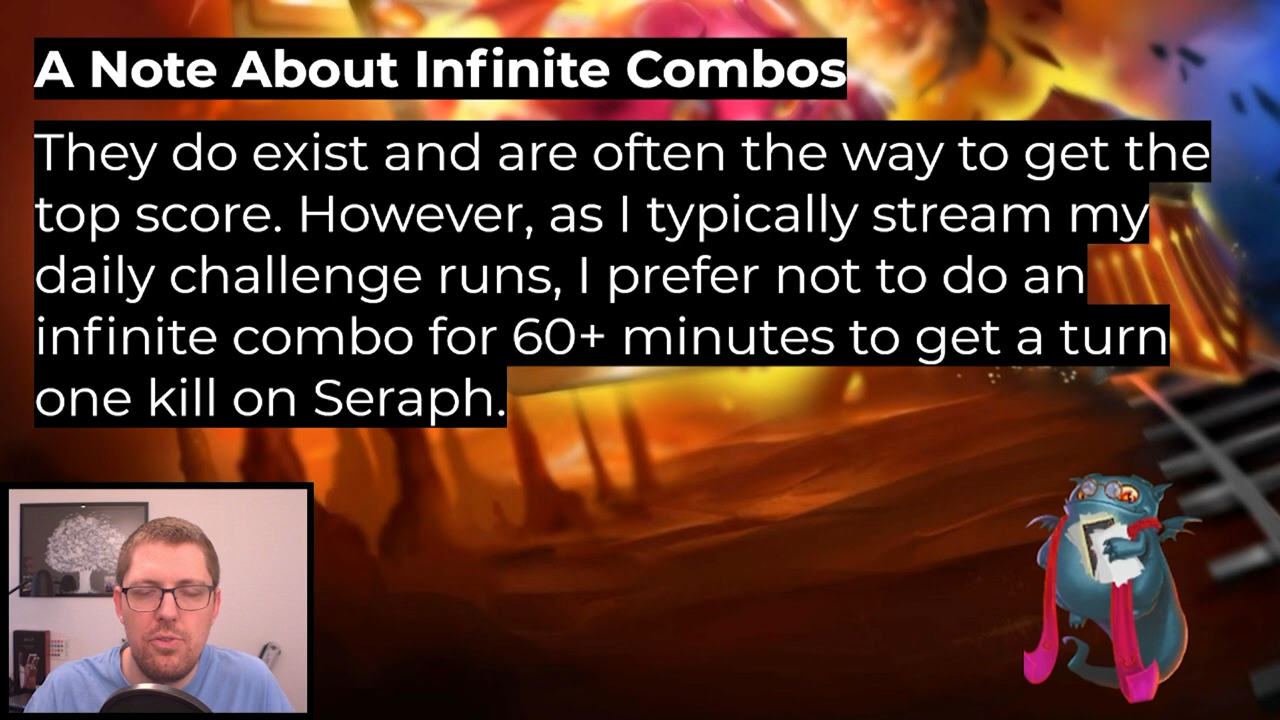 A Note About Infinite Combos
They do exist and are often the way to get the
top score. However, as I typically stream my
daily challenge runs, I prefer not to do an
infinite combo for 60+ minutes to get a turn
one kill on Seraph.